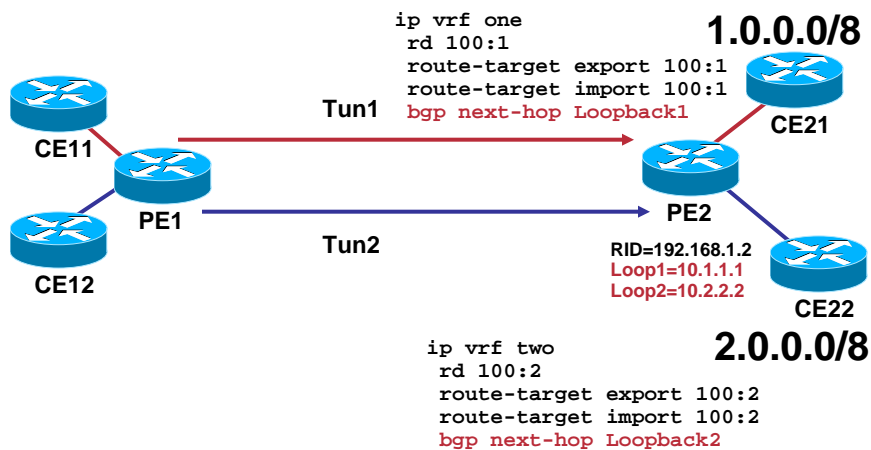 ip vrf one
rd 100:1
route-target export 100:1
route-target import 100:1
bgp next-hop Loopback1
1.0.0.0/8
CE21
Tun1
CE11
PE1
PE2
CE12
Tun2
RID=192.168.1.2
Loop1=10.1.1.1
Loop2=10.2.2.2
CE22
2.0.0.0/8
ip vrf two
rd 100:2
route-target export 100:2
route-target import 100:2
bgp next-hop Loopback2